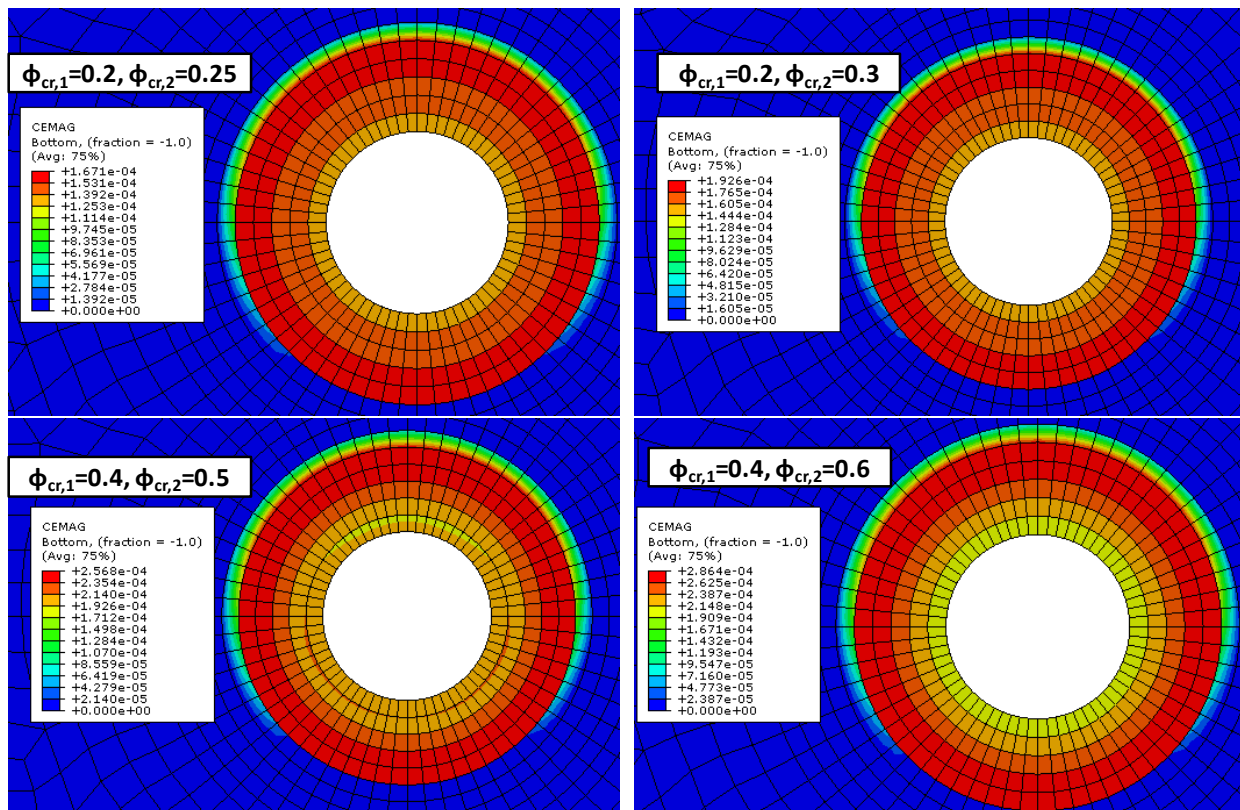 ϕcr,1=0.2, ϕcr,2=0.25
CEMAG
Bottom, (fraction = -1.0)
(Avg: 75%)
+1.671e-04
+1.531e-04
+1.392e-04
+1.253e-04
+1.114e-04
+9.745e-05
+8.353e-05
+6.961e-05
+5.569e-05
+4.177e-05
+2.784e-05
+1.392e-05
+0.000e+00
ϕcr,1=0.2, ϕcr,2=0.3
CEMAG
Bottom, (fraction = -1.0)
(Avg: 75%)
+1.926e-04
+1.765e-04
+1.605e-04
+1.444e-04
+1.284e-04
+1.123e-04
+9.629e-05
+8.024e-05
+6.420e-05
+4.815e-05
+3.210e-05
+1.605e-05
+0.000e+00
ϕcr,1=0.4, ϕcr,2=0.5
CEMAG
Bottom, (fraction = -1.0)
(Avg: 75%)
+2.568e-04
+2.354e-04
+2.140e-04
+1.926e-04
+1.712e-04
+1.498e-04
+1.284e-04
+1.070e-04
+8.559e-05
+6.419e-05
+4.279e-05
+2.140e-05
+0.000e+00
ϕcr,1=0.4, ϕcr,2=0.6
CEMAG
Bottom, (fraction = -1.0)
(Avg: 75%)
+2.864e-04
+2.625e-04
+2.387e-04
+2.148e-04
+1.909e-04
+1.671e-04
+1.432e-04
+1.193e-04
+9.547e-05
+7.160e-05
+4.773e-05
+2.387e-05
+0.000e+00